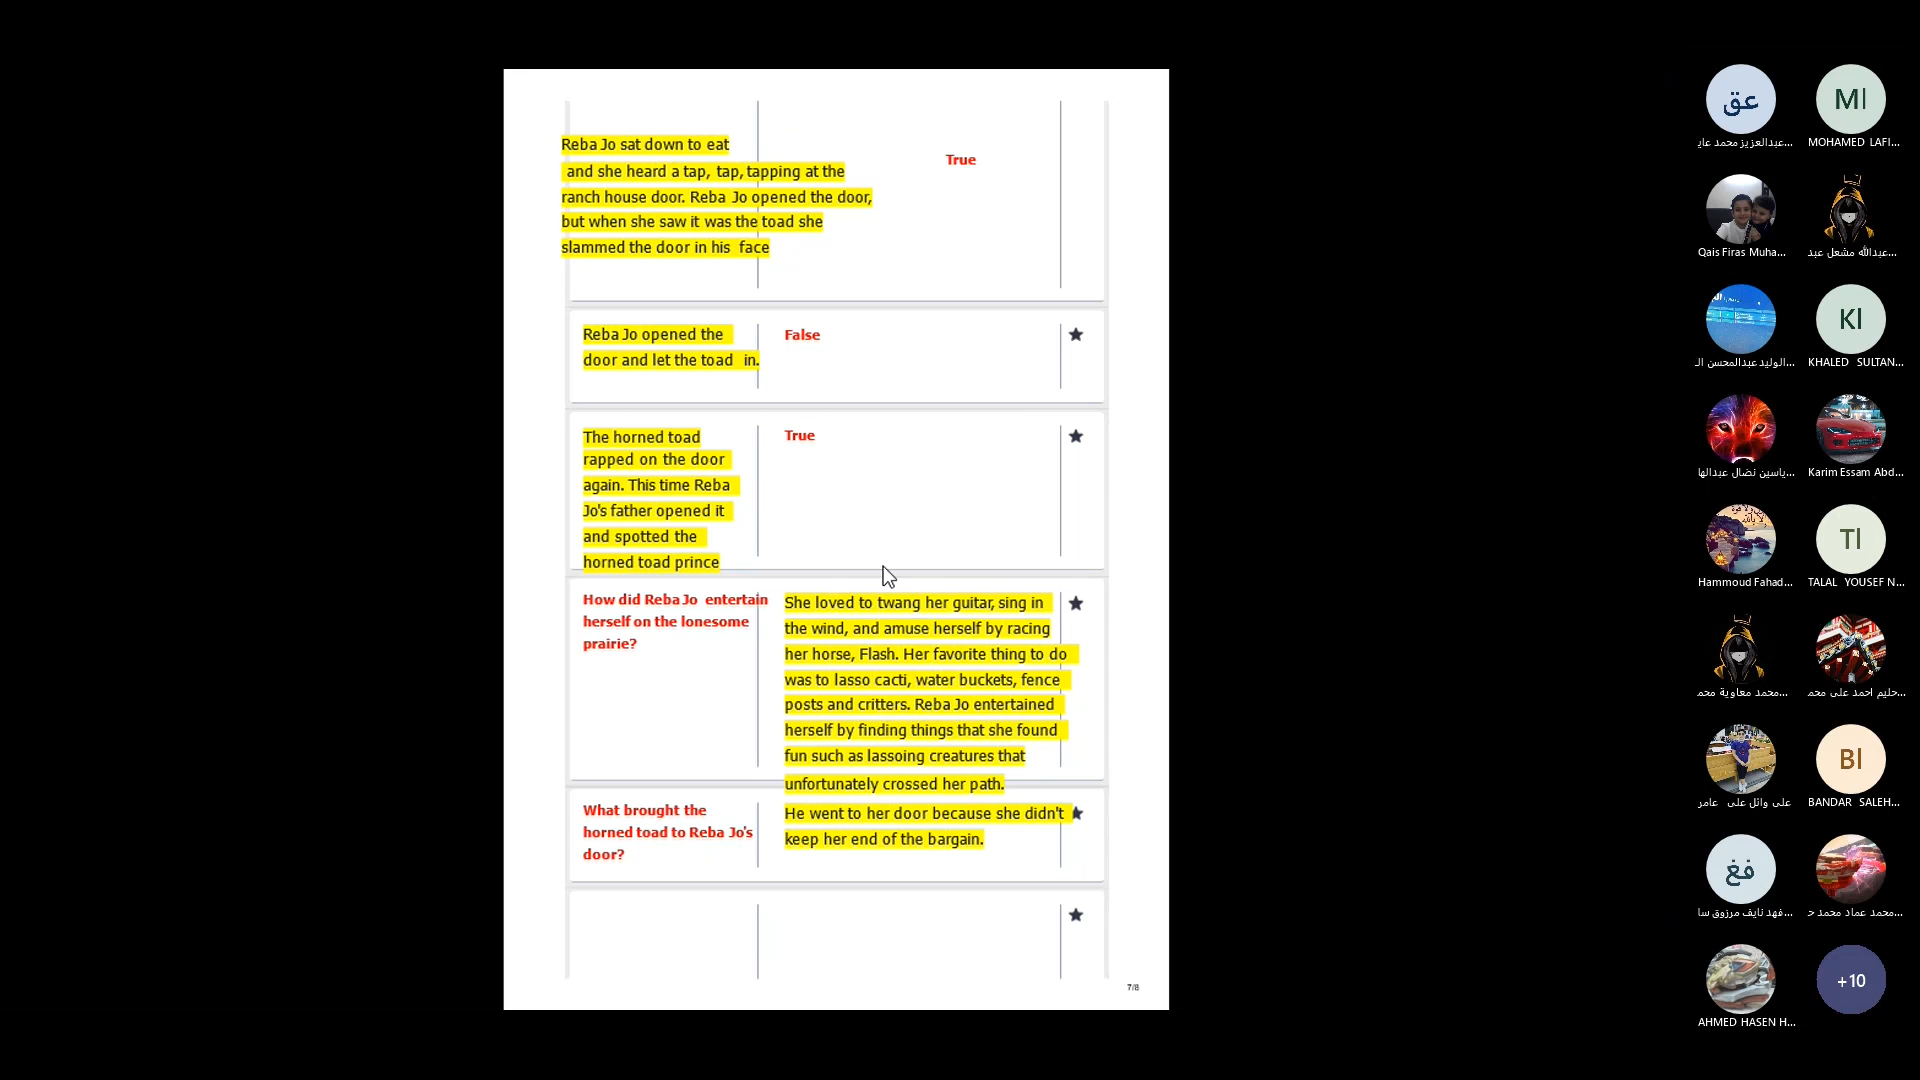 Reba Jo sat down to eat
and she heard a tap, tap, tapping at the
ranch house door. Reba Jo opened the door,
but when she saw it was the toad she
slammed the door in his face
True
Reba Jo opened the
door and let the toad in.
False
The horned toad
rapped on the door
again. This time Reba
Jo's father opened it
and spotted the
horned toad prince
True
How did Reba Jo entertain
herself on the lonesome
prairie?
She loved to twang her guitar, sing in
the wind, and amuse herself by racing
her horse, Flash. Her favorite thing to do
was to lasso cacti, water buckets, fence
posts and critters. Reba Jo entertained
herself by finding things that she found
fun such as lassoing creatures that
unfortunately crossed her path.
What brought the
horned toad to Reba Jo's
door?
He went to her door because she didn't
keep her end of the bargain.
7/8
عق
عبدالعزيز محمد عاي...
MI
MOHAMED LAFI...
Qais Firas Muha...
عبدالله مشعل عبد...
الوليد عبدالمحسن ال...
KI
KHALED SULTAN...
ياسين نضال عبدالها...
Karim Essam Abd...
Hammoud Fahad...
TI
TALAL YOUSEF N...
محمد معاوية محم...
حليم احمد على محم...
على وائل على عامر
BI
BANDAR SALEH...
فغ
فهد نايف مرزوق سا...
محمد عماد محمد ح...
AHMED HASEN H...
+10